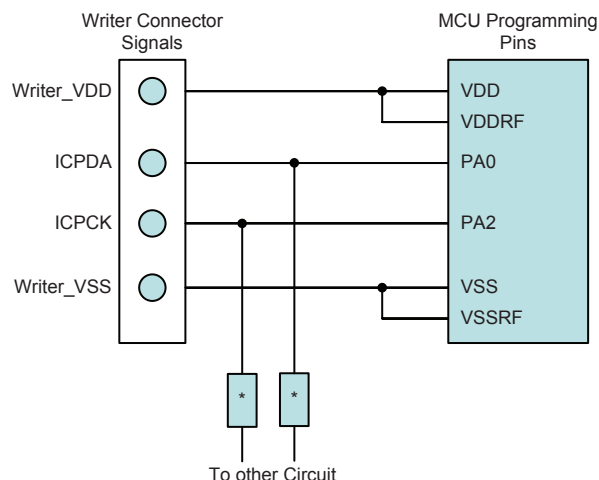 Writer Connector
Signals
MCU Programming
Pins
Writer_VDD
VDD
VDDRF
ICPDA
PA0
ICPCK
PA2
Writer_VSS
VSS
VSSRF
*
*
To other Circuit